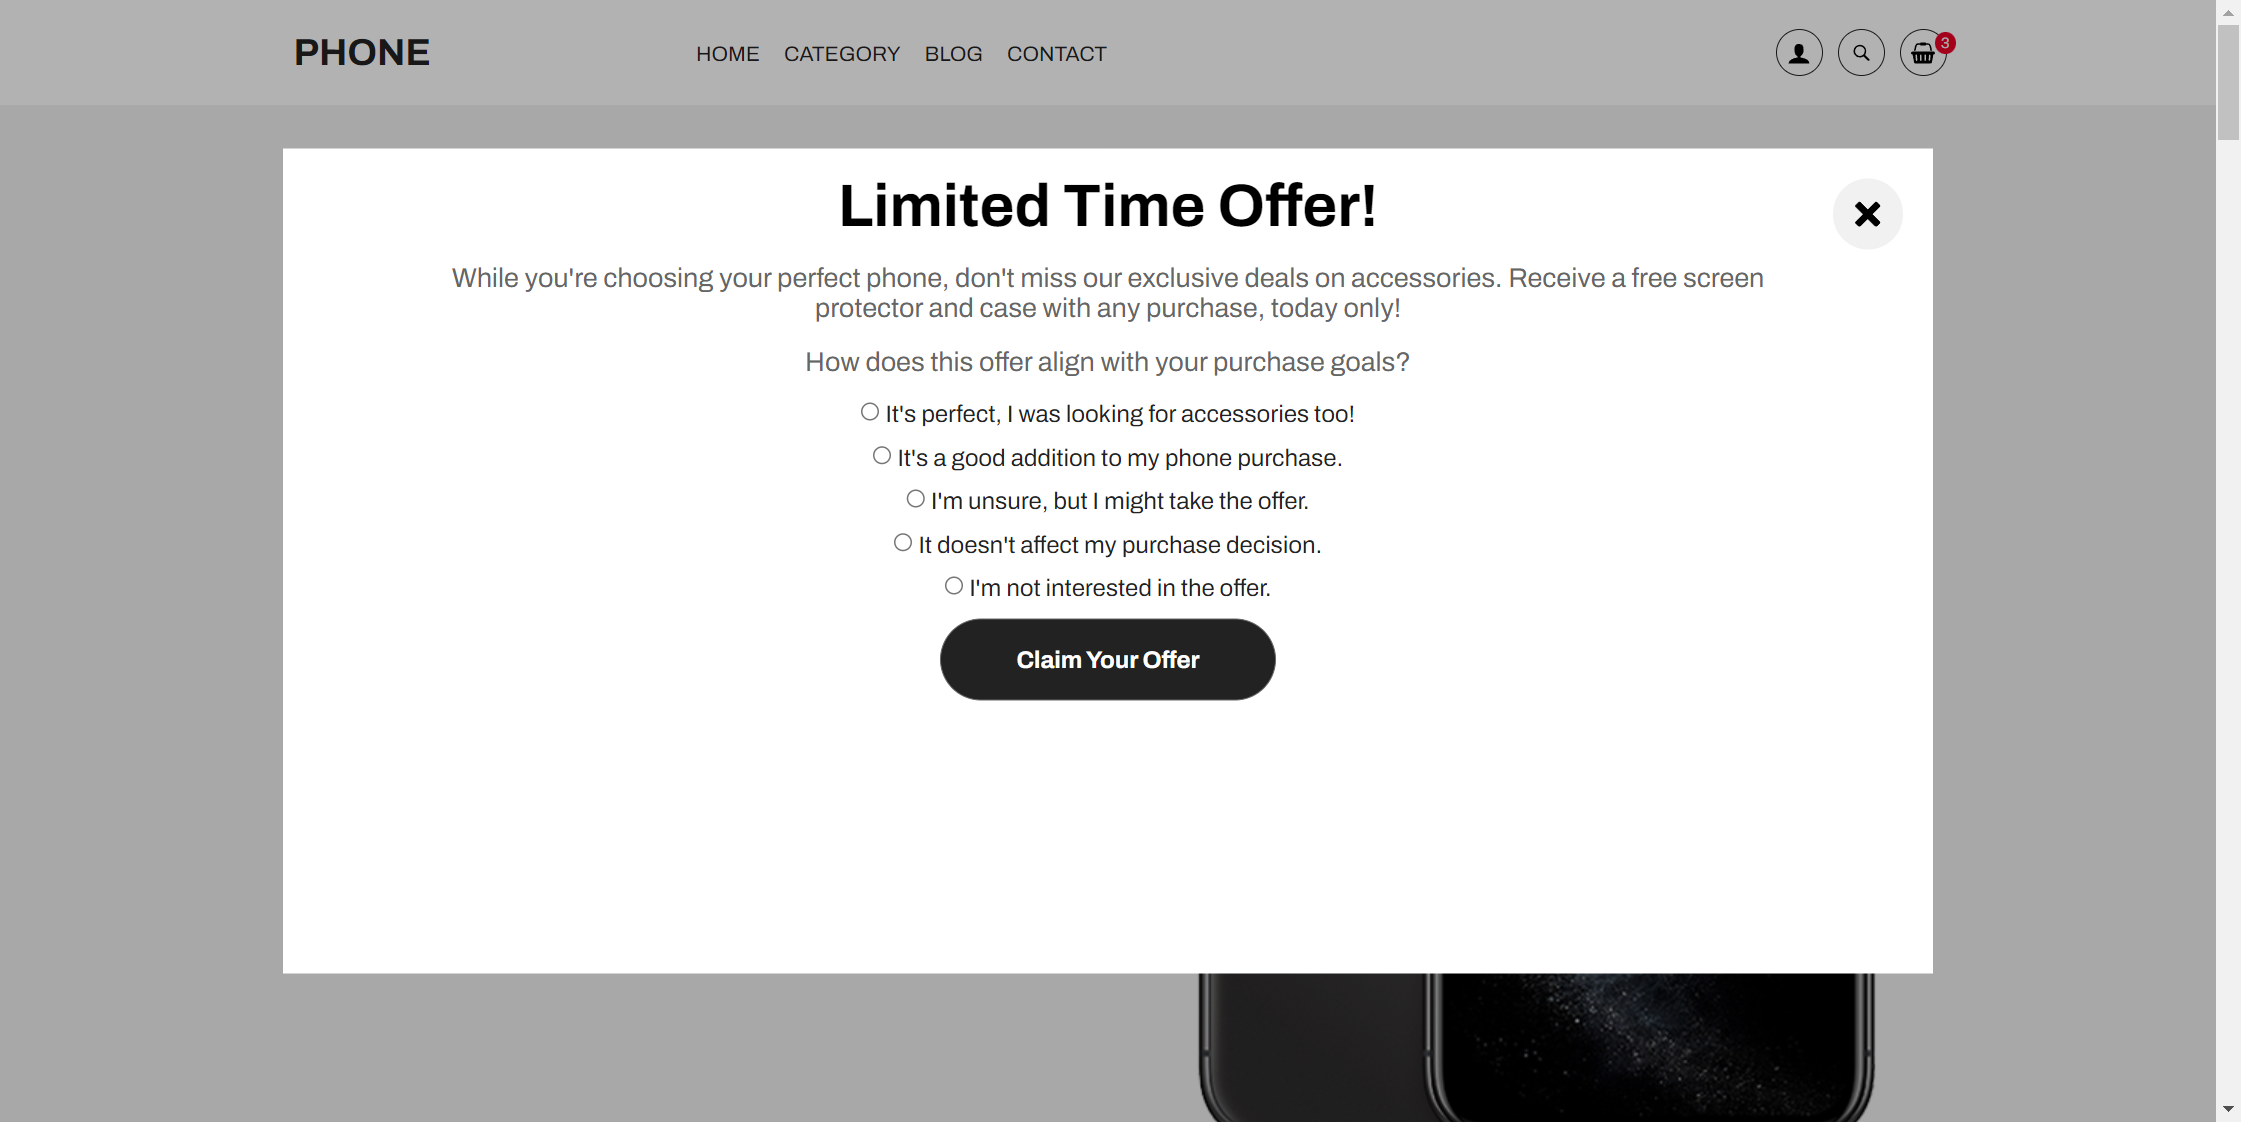 PHONE
HOME CATEGORY BLOG CONTACT
3
Limited Time Offer!
While you're choosing your perfect phone, don't miss our exclusive deals on accessories. Receive a free screen
protector and case with any purchase, today only!
How does this offer align with your purchase goals?
It's perfect, I was looking for accessories too!
It's a good addition to my phone purchase.
I'm unsure, but I might take the offer.
It doesn't affect my purchase decision.
I'm not interested in the offer.
Claim Your Offer